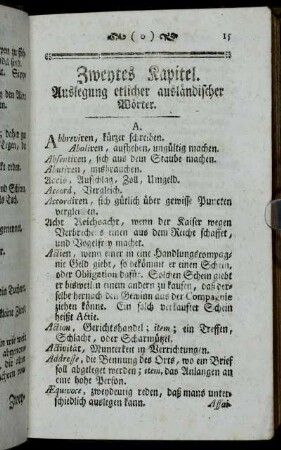 ( o ) 15
Zweytes Kapitel.
Auslegung etlicher ausländischer
Wörter.
A.
Abbreviren, kürzer schreiben.
Aboliren, aufheben, ungültig machen.
Absentiren, sich aus dem Staube machen.
Abutiren, misbrauchen.
Accis, Aufschlag, Zoll, Umgeld.
Accord, Vergleich.
Accordiren, sich gütlich über gewisse Puncten
vergleichen.
Acht Reichsacht, wenn der Kaiser wegen
Verbrechens einen aus dem Recht schaffet,
und Vogelfrey macht.
Actien, wenn einer in eine Handlungscompag-
nie Geld giebt, so bekömmt er einen Schein,
oder Obligation dafür. Solchen Schein giebt
er bisweilen einem andern zu kaufen, daß der-
selbe hernach den Gewinn aus der Compagnie
ziehen könne. Ein solch verkaufter Schein
heißt Actie.
Action, Gerichtshandel; item; ein Treffen,
Schlacht, oder Scharmützel.
Activität, Munterkeit in Verrichtungen.
Addresse, die Benennung des Orts, wo ein Brief
soll abgeleget werden; item, das Anlangen an
eine hohe Person.
Æquivoce, zweydeutig reden, daß mans unter-
schiedlich auslegen kann.